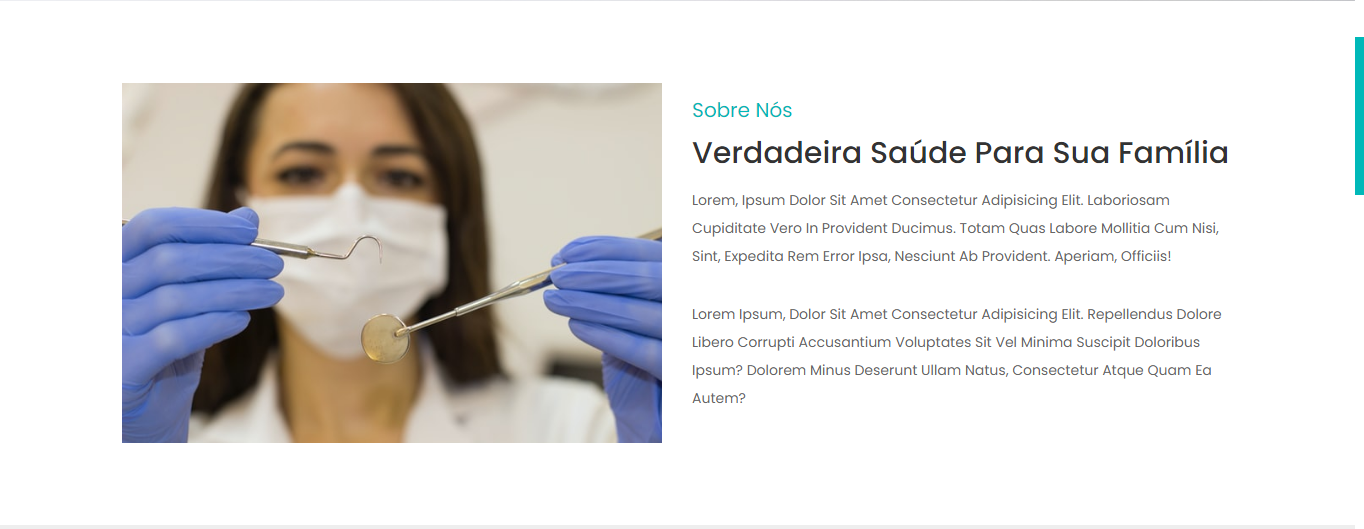 Sobre Nós
Verdadeira Saúde Para Sua Família
Lorem, Ipsum Dolor Sit Amet Consectetur Adipisicing Elit. Laboriosam
Cupiditate Vero In Provident Ducimus. Totam Quas Labore Mollitia Cum Nisi,
Sint, Expedita Rem Error Ipsa, Nesciunt Ab Provident. Aperiam, Officiis!
Lorem Ipsum, Dolor Sit Amet Consectetur Adipisicing Elit. Repellendus Dolore
Libero Corrupti Accusantium Voluptates Sit Vel Minima Suscipit Doloribus
Ipsum? Dolorem Minus Deserunt Ullam Natus, Consectetur Atque Quam Ea
Autem?